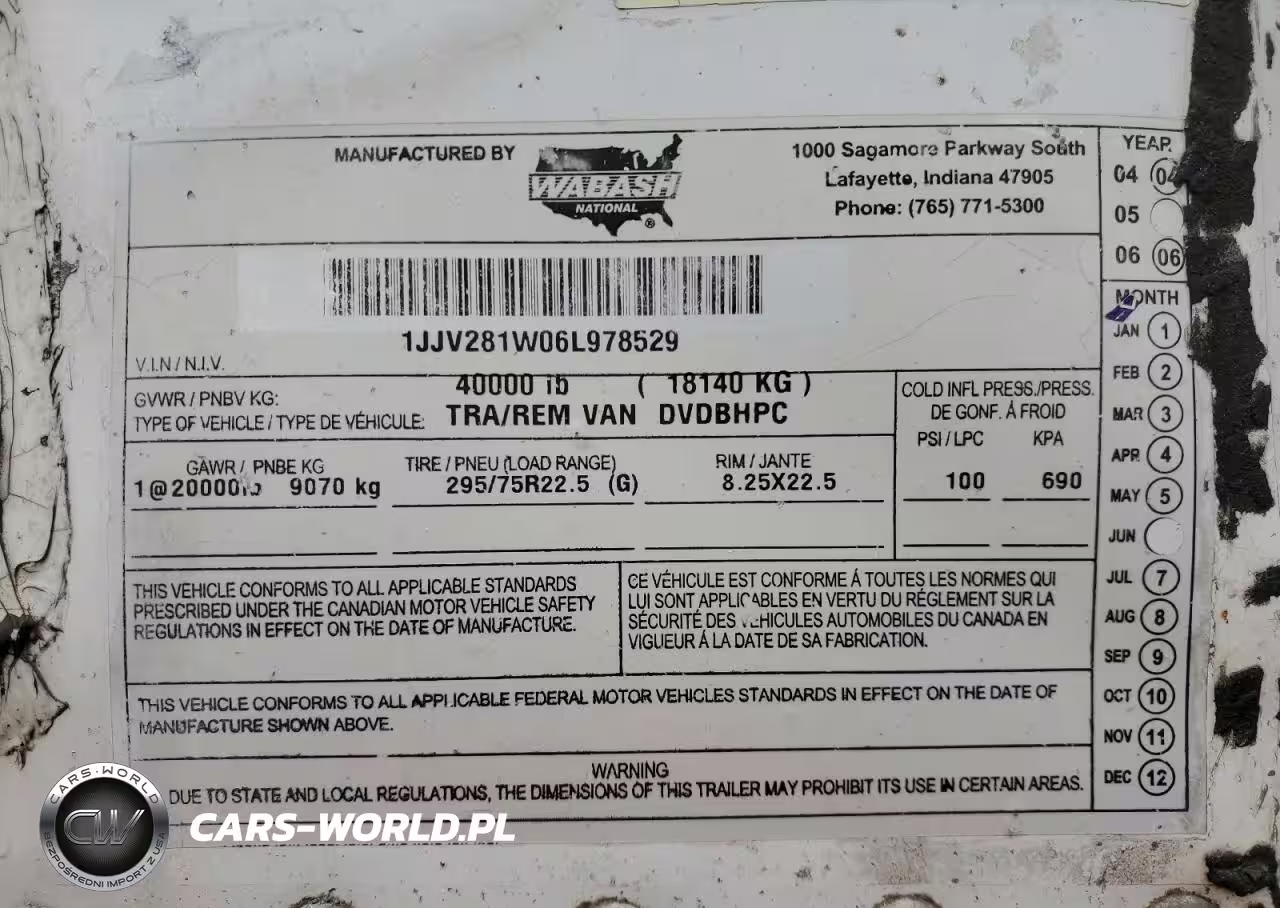 MANUFACTURED BY
WABASH
NATIONAL
®
1000 Sagamore Parkway South
Lafayette, Indiana 47905
Phone: (765) 771-5300
1JJV281W06L978529
V.I.N / N.I.V.
GVWR / PNBV KG: 40000 lb ( 18140 KG )
TYPE OF VEHICLE / TYPE DE VÉHICULE: TRA/REM VAN DVDBHPC
COLD INFL PRESS./PRESS.
DE GONF. Á FROID
PSI / LPC KPA
100 690
GAWR / PNBE KG TIRE / PNEU (LOAD RANGE) RIM / JANTE
1@20000lb 9070 kg 295/75R22.5 (G) 8.25X22.5
THIS VEHICLE CONFORMS TO ALL APPLICABLE STANDARDS
PRESCRIBED UNDER THE CANADIAN MOTOR VEHICLE SAFETY
REGULATIONS IN EFFECT ON THE DATE OF MANUFACTURE.
CE VÉHICULE EST CONFORME Á TOUTES LES NORMES QUI
LUI SONT APPLICABLES EN VERTU DU RÉGLEMENT SUR LA
SÉCURITÉ DES VEHICULES AUTOMOBILES DU CANADA EN
VIGUEUR Á LA DATE DE SA FABRICATION.
THIS VEHICLE CONFORMS TO ALL APPLICABLE FEDERAL MOTOR VEHICLES STANDARDS IN EFFECT ON THE DATE OF
MANUFACTURE SHOWN ABOVE.
WARNING
DUE TO STATE AND LOCAL REGULATIONS, THE DIMENSIONS OF THIS TRAILER MAY PROHIBIT ITS USE IN CERTAIN AREAS.
YEAR
04 04
05
06 06
MONTH
JAN 1
FEB 2
MAR 3
APR 4
MAY 5
JUN
JUL 7
AUG 8
SEP 9
OCT 10
NOV 11
DEC 12
CARS-WORLD
CW
BEZPOŚREDNI IMPORT Z USA
CARS-WORLD.PL